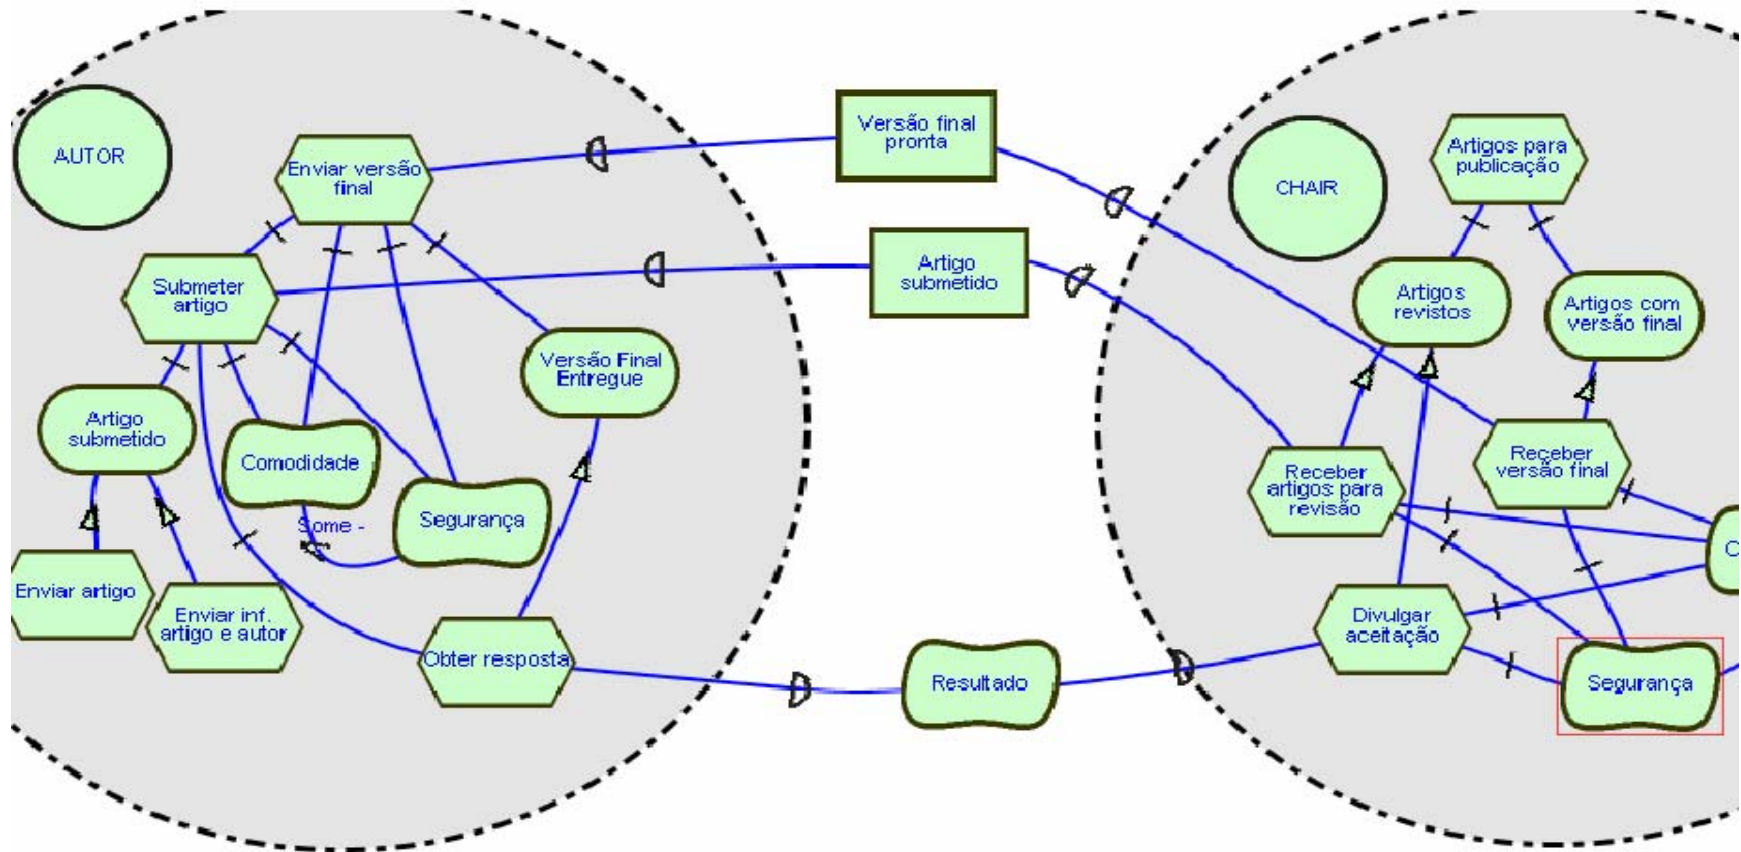 AUTOR
Enviar versão
final
Submeter
artigo
Artigo
submetido
Comodidade
Some -
Segurança
Versão Final
Entregue
Enviar artigo
Enviar inf.
artigo e autor
Obter resposta
Versão final
pronta
Artigo
submetido
Resultado
CHAIR
Artigos para
publicação
Artigos
revistos
Artigos com
versão final
Receber
artigos para
revisão
Receber
versão final
Divulgar
aceitação
Segurança